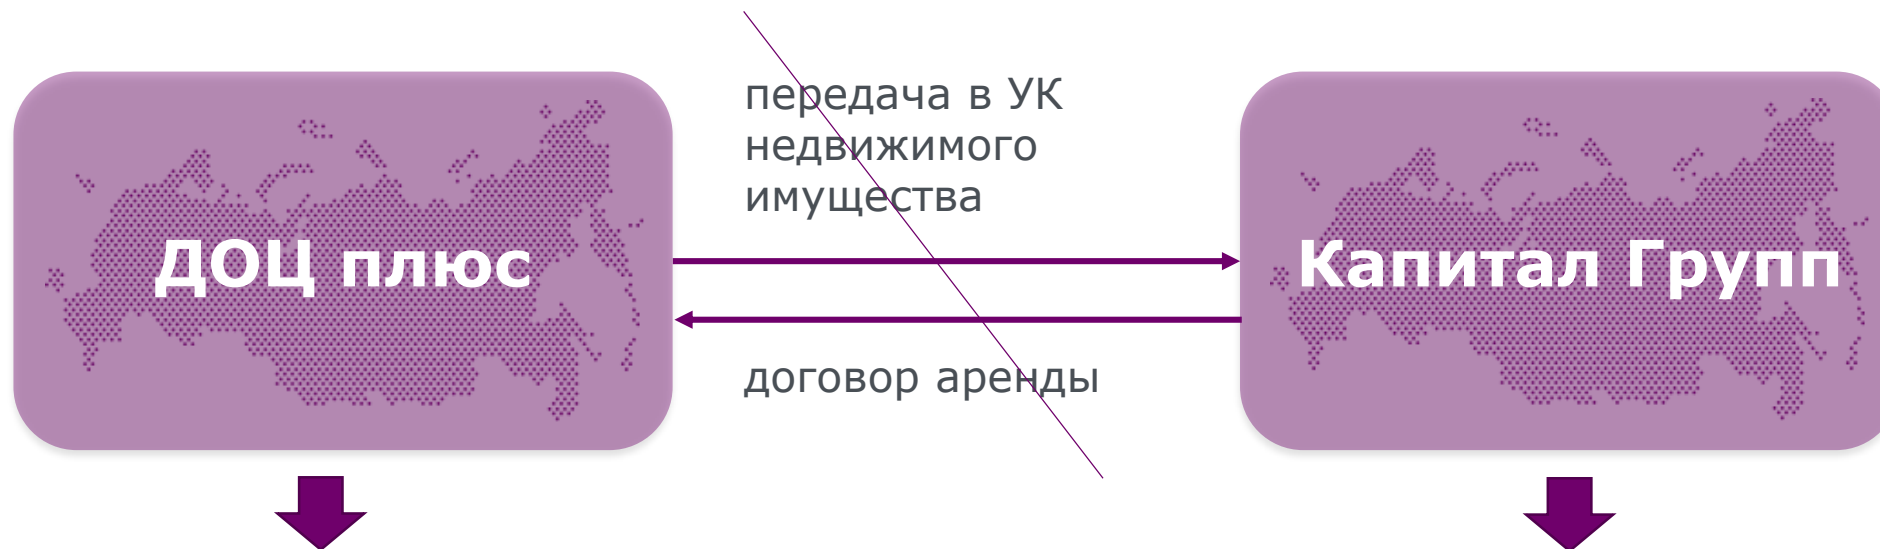 передача в УК
недвижимого
имущества
ДОЦ плюс
Капитал Групп
договор аренды